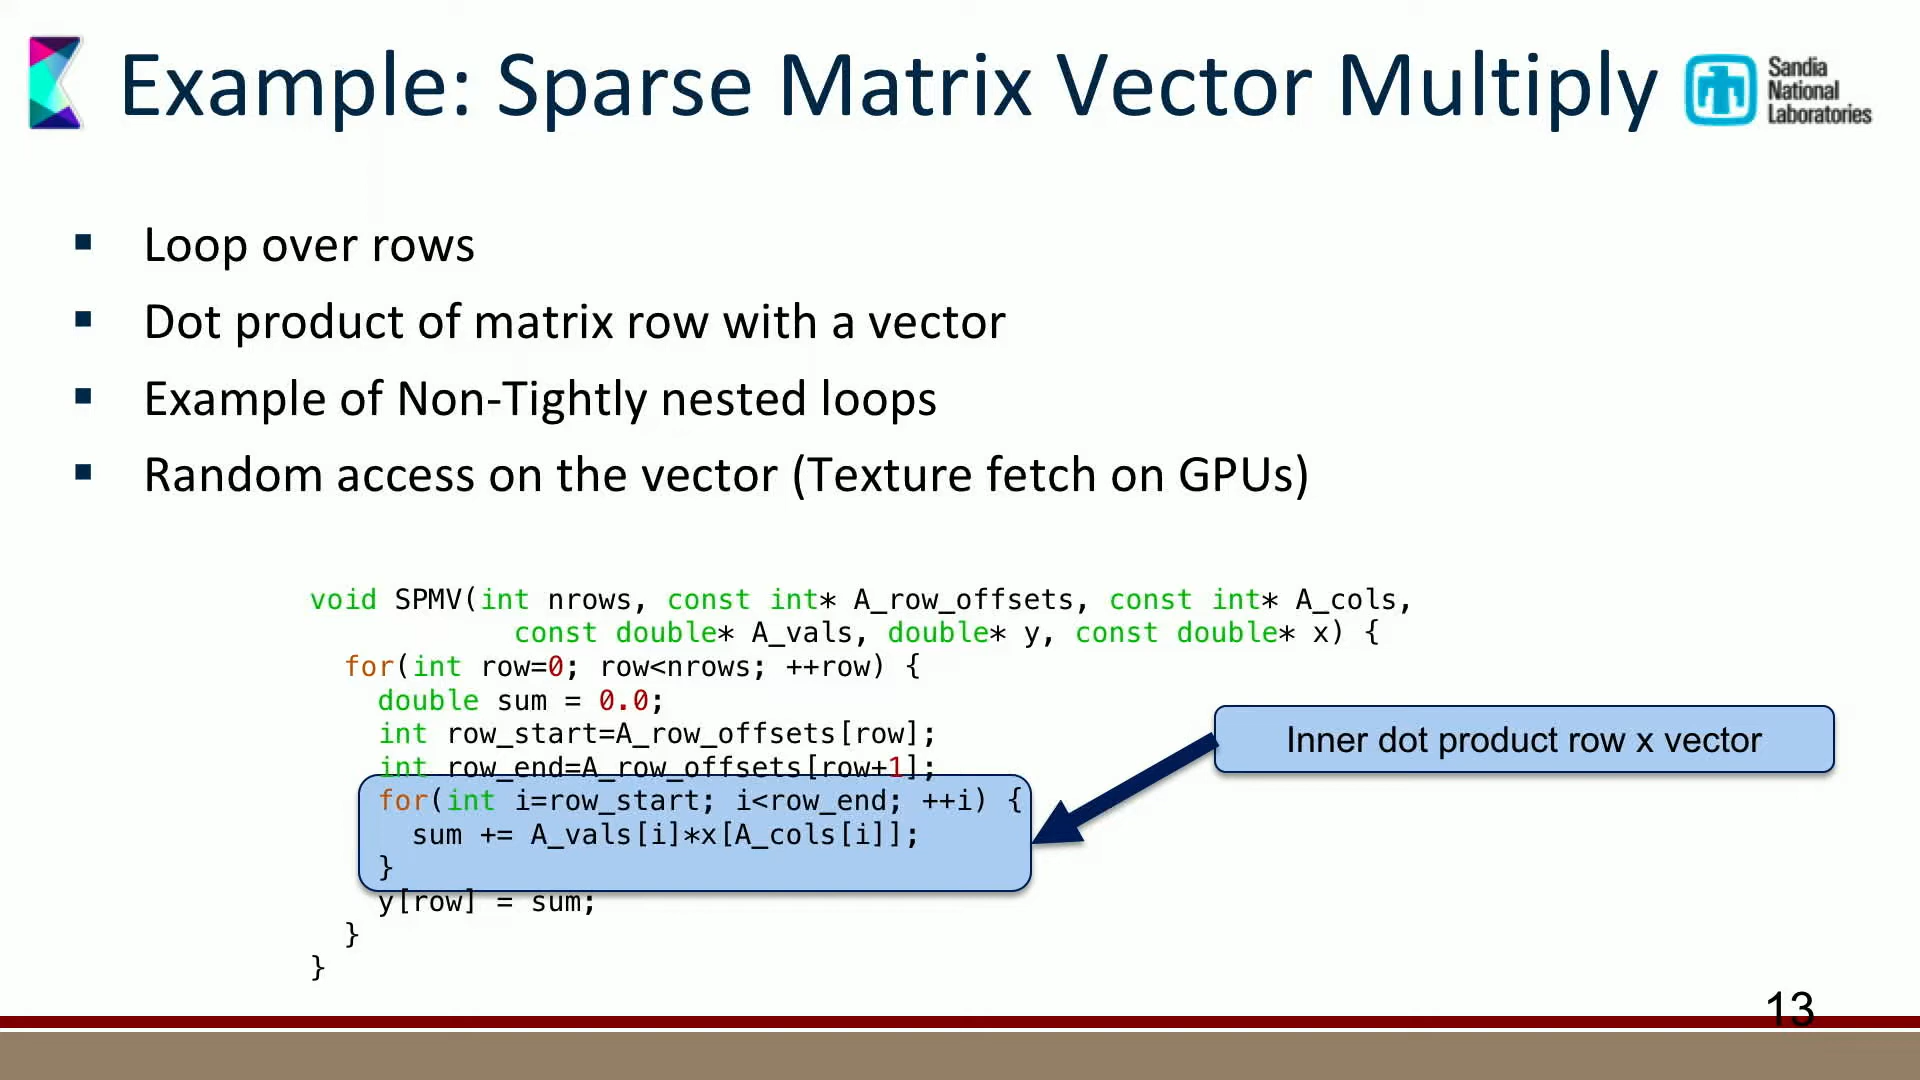 Example: Sparse Matrix Vector Multiply
Sandia
National
Laboratories
▪ Loop over rows
▪ Dot product of matrix row with a vector
▪ Example of Non-Tightly nested loops
▪ Random access on the vector (Texture fetch on GPUs)
void SPMV(int nrows, const int* A_row_offsets, const int* A_cols,
            const double* A_vals, double* y, const double* x) {
  for(int row=0; row<nrows; ++row) {
    double sum = 0.0;
    int row_start=A_row_offsets[row];
    int row_end=A_row_offsets[row+1];
    for(int i=row_start; i<row_end; ++i) {
      sum += A_vals[i]*x[A_cols[i]];
    }
    y[row] = sum;
  }
}
Inner dot product row x vector
13